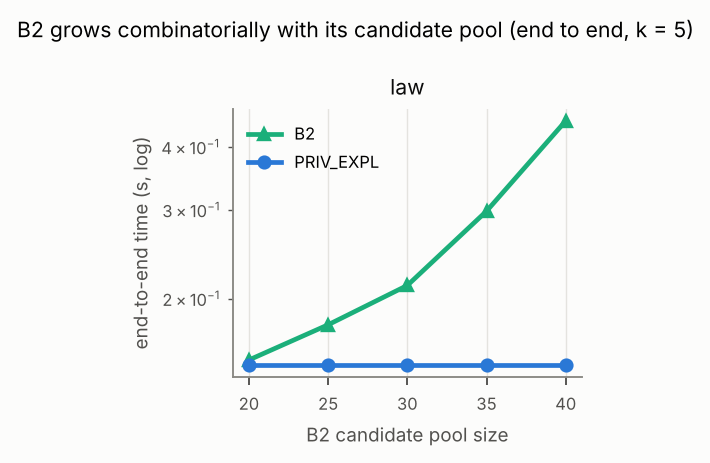 B2 grows combinatorially with its candidate pool (end to end, k = 5)
law
B2
PRIV_EXPL
end-to-end time (s, log)
4 × 10⁻¹
3 × 10⁻¹
2 × 10⁻¹
20 25 30 35 40
B2 candidate pool size